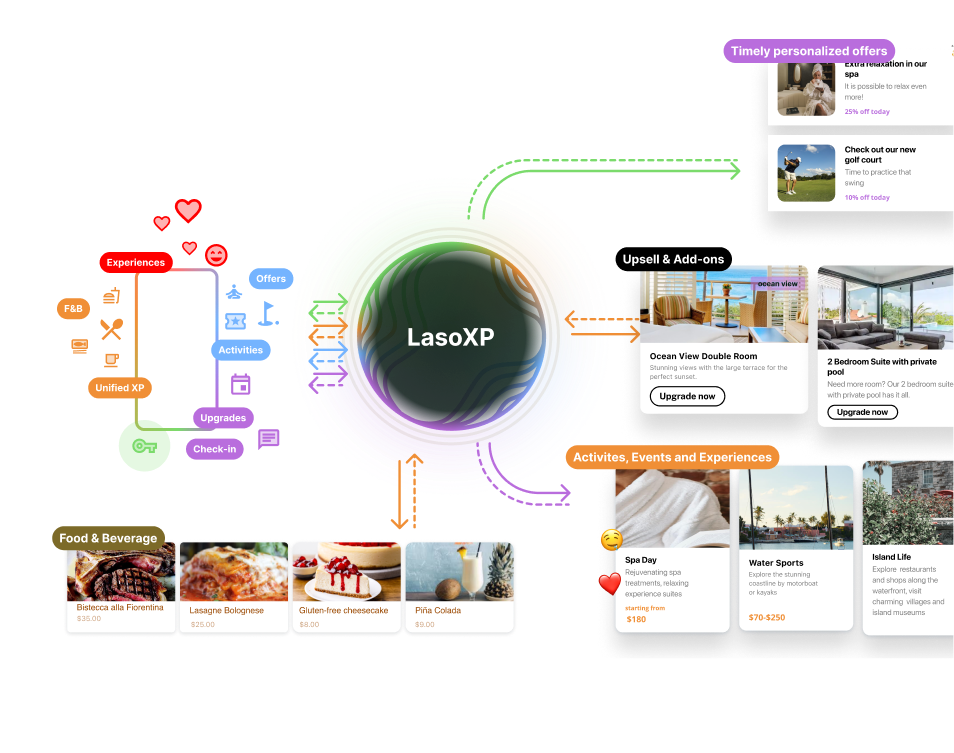 Timely personalized offers
Extra relaxation in our
spa
It is possible to relax even
more!
25% off today
Check out our new
golf court
Time to practice that
swing
10% off today
Experiences
Offers
F&B
Activities
Unified XP
Upgrades
Check-in
LasoXP
Upsell & Add-ons
ocean view
Ocean View Double Room
Stunning views with the large terrace for the
perfect sunset.
Upgrade now
2 Bedroom Suite with private
pool
Need more room? Our 2 bedroom suite
with private pool has it all.
Upgrade now
Activites, Events and Experiences
Spa Day
Rejuvenating spa
treatments, relaxing
experience suites
starting from
$180
Water Sports
Explore the stunning
coastline by motorboat
or kayaks
$70-$250
Island Life
Explore restaurants
and shops along the
waterfront, visit
charming villages and
island museums
Food & Beverage
Bistecca alla Fiorentina
$35.00
Lasagne Bolognese
$25.00
Gluten-free cheesecake
$8.00
Piña Colada
$9.00